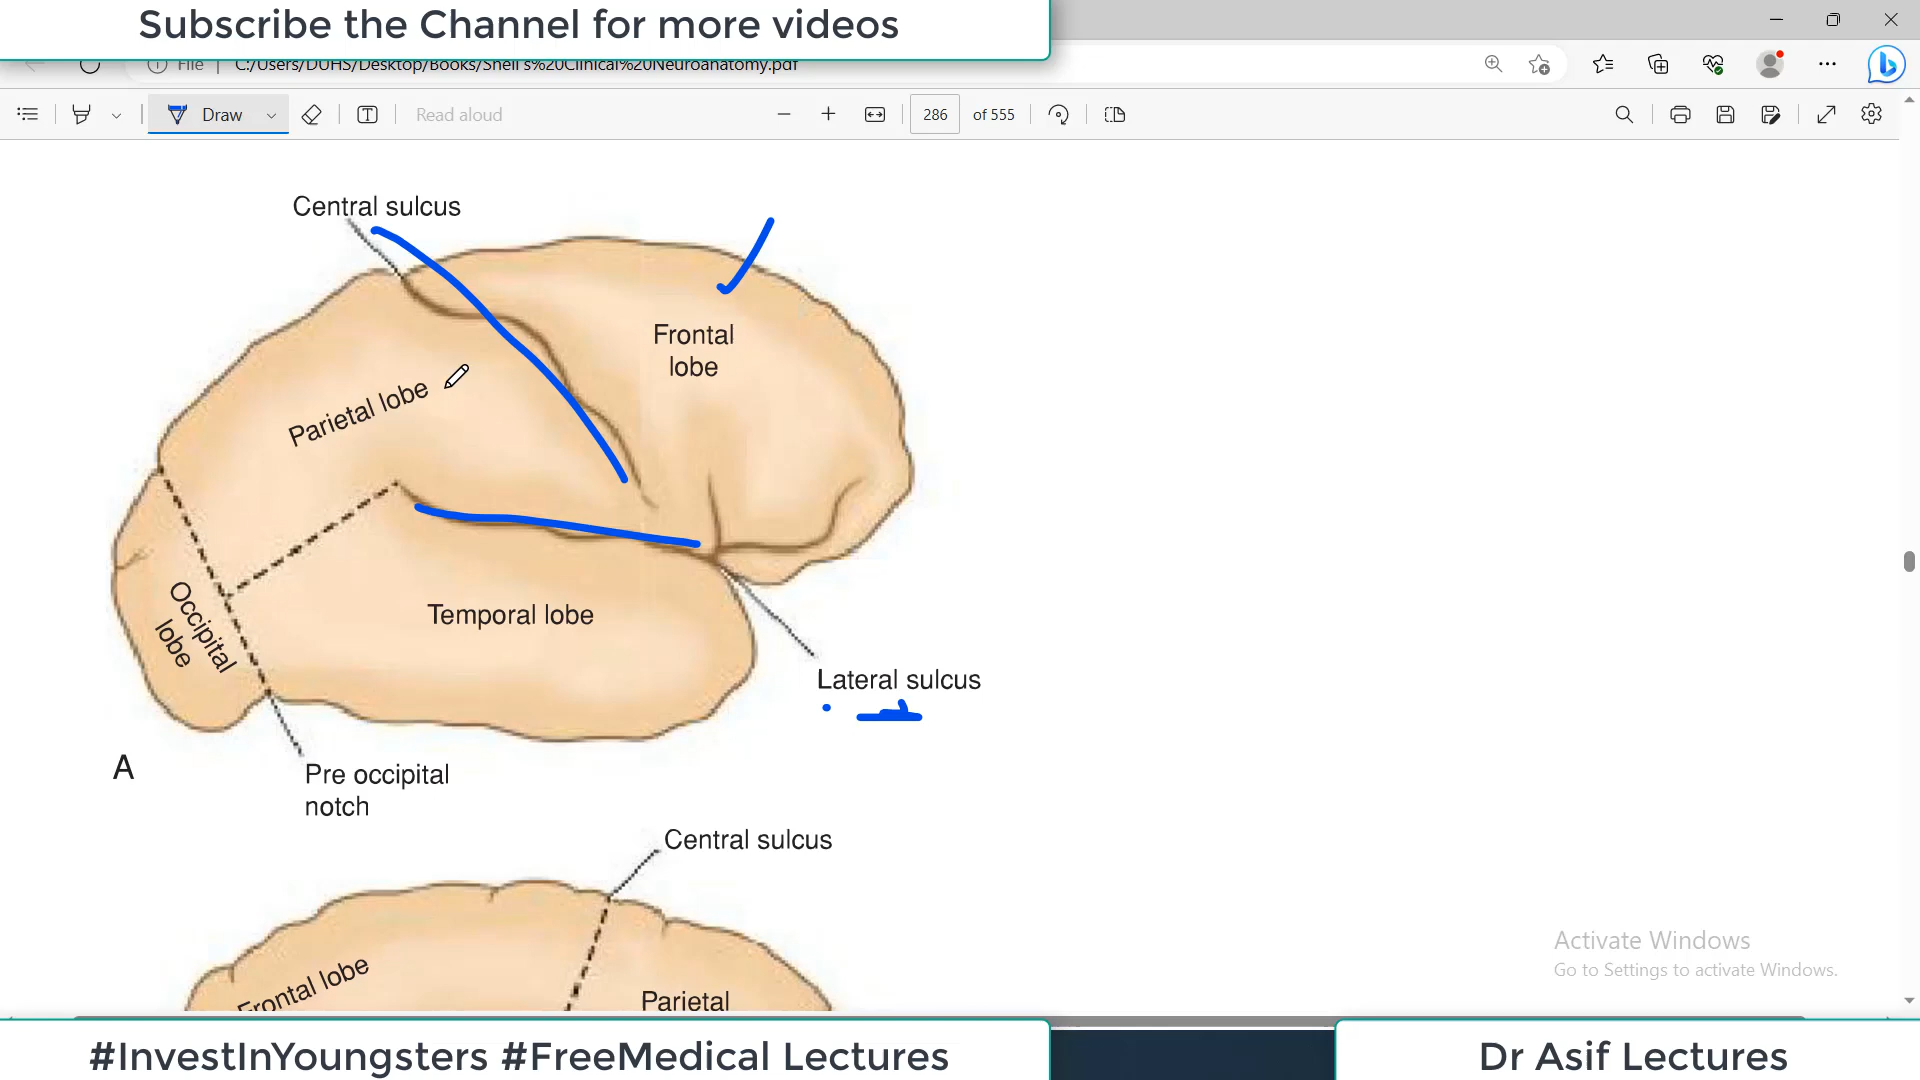 Subscribe the Channel for more videos
File
C:/Users/DUHS/Desktop/Books/Snell's%20Clinical%20Neuroanatomy.pdf
Draw
Read aloud
286
of 555
Central sulcus
Frontal
lobe
Parietal lobe
Occipital
lobe
Temporal lobe
Lateral sulcus
A
Pre occipital
notch
Central sulcus
Frontal lobe
Parietal
Activate Windows
Go to Settings to activate Windows.
#InvestInYoungsters #FreeMedical Lectures
Dr Asif Lectures